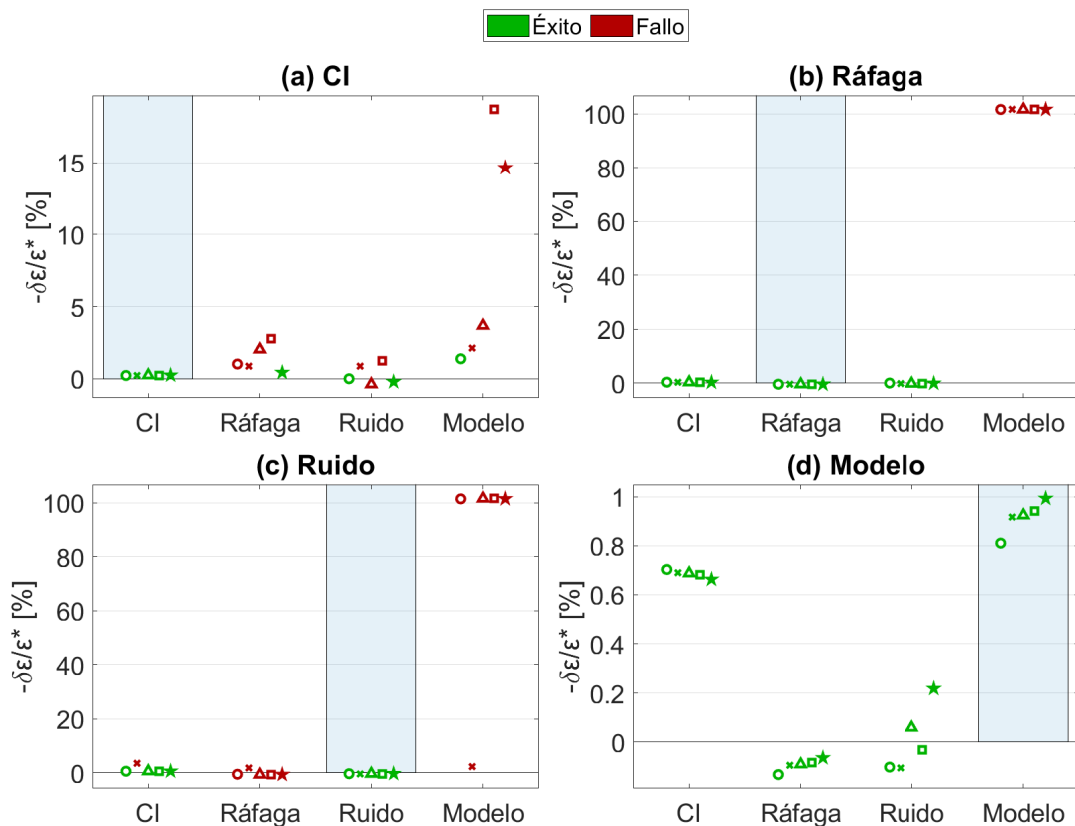 Éxito Fallo
(a) CI
-δε/ε* [%]
15
10
5
0
CI Ráfaga Ruido Modelo
(b) Ráfaga
-δε/ε* [%]
100
80
60
40
20
0
CI Ráfaga Ruido Modelo
(c) Ruido
-δε/ε* [%]
100
80
60
40
20
0
CI Ráfaga Ruido Modelo
(d) Modelo
-δε/ε* [%]
1
0.8
0.6
0.4
0.2
0
CI Ráfaga Ruido Modelo